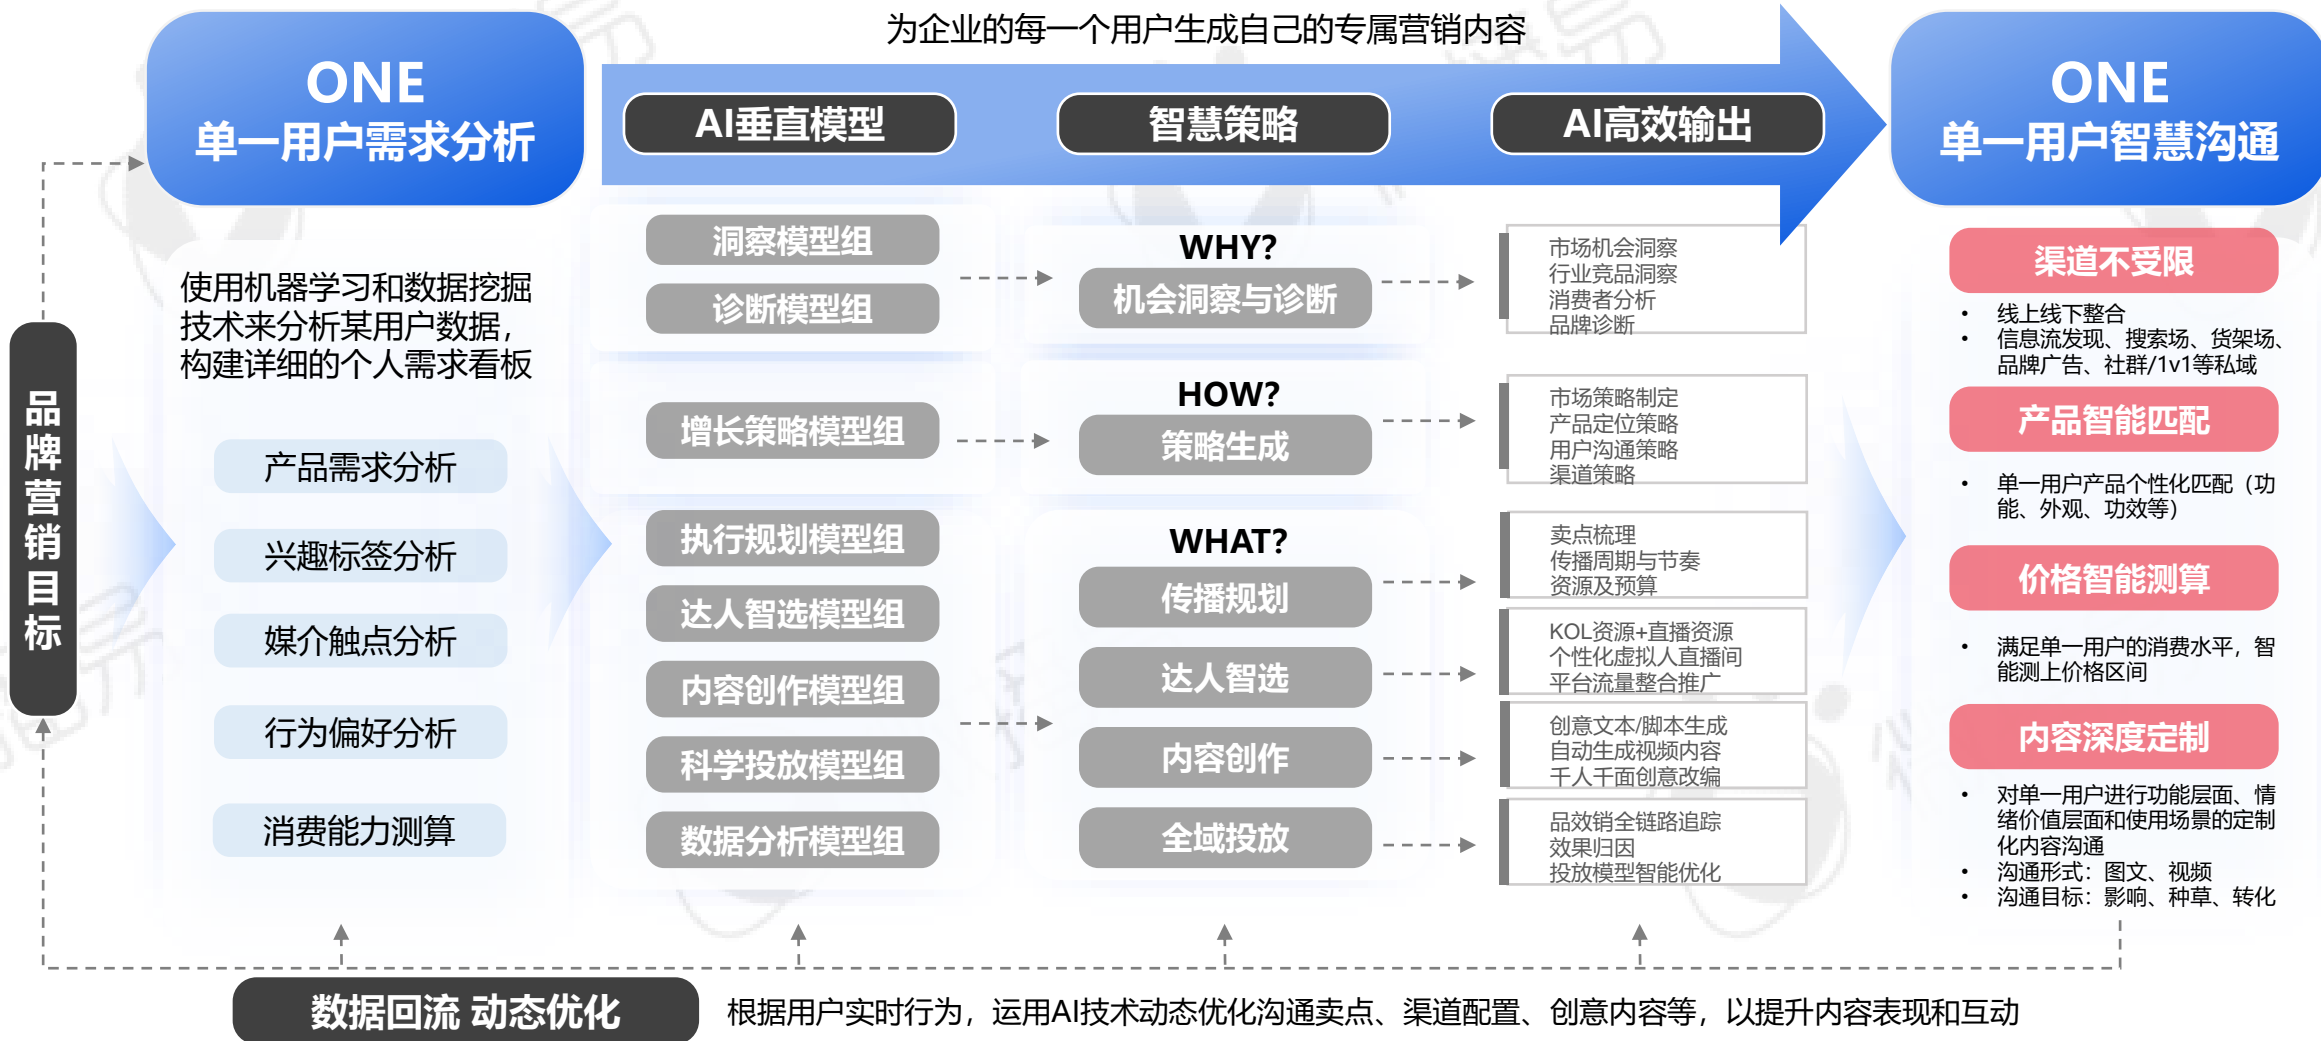 为企业的每一个用户生成自己的专属营销内容
ONE
单一用户需求分析
AI垂直模型
智慧策略
AI高效输出
ONE
单一用户智慧沟通
品牌营销目标
使用机器学习和数据挖掘
技术来分析某用户数据，
构建详细的个人需求看板
产品需求分析
兴趣标签分析
媒介触点分析
行为偏好分析
消费能力测算
洞察模型组
诊断模型组
增长策略模型组
执行规划模型组
达人智选模型组
内容创作模型组
科学投放模型组
数据分析模型组
WHY?
机会洞察与诊断
HOW?
策略生成
WHAT?
传播规划
达人智选
内容创作
全域投放
市场机会洞察
行业竞品洞察
消费者分析
品牌诊断
市场策略制定
产品定位策略
用户沟通策略
渠道策略
卖点梳理
传播周期与节奏
资源及预算
KOL资源+直播资源
个性化虚拟人直播间
平台流量整合推广
创意文本/脚本生成
自动生成视频内容
千人千面创意改编
品效销全链路追踪
效果归因
投放模型智能优化
渠道不受限
• 线上线下整合
• 信息流发现、搜索场、货架场、
品牌广告、社群/1v1等私域
产品智能匹配
• 单一用户产品个性化匹配（功
能、外观、功效等）
价格智能测算
• 满足单一用户的消费水平，智
能测上价格区间
内容深度定制
• 对单一用户进行功能层面、情
绪价值层面和使用场景的定制
化内容沟通
• 沟通形式：图文、视频
• 沟通目标：影响、种草、转化
数据回流 动态优化
根据用户实时行为，运用AI技术动态优化沟通卖点、渠道配置、创意内容等，以提升内容表现和互动